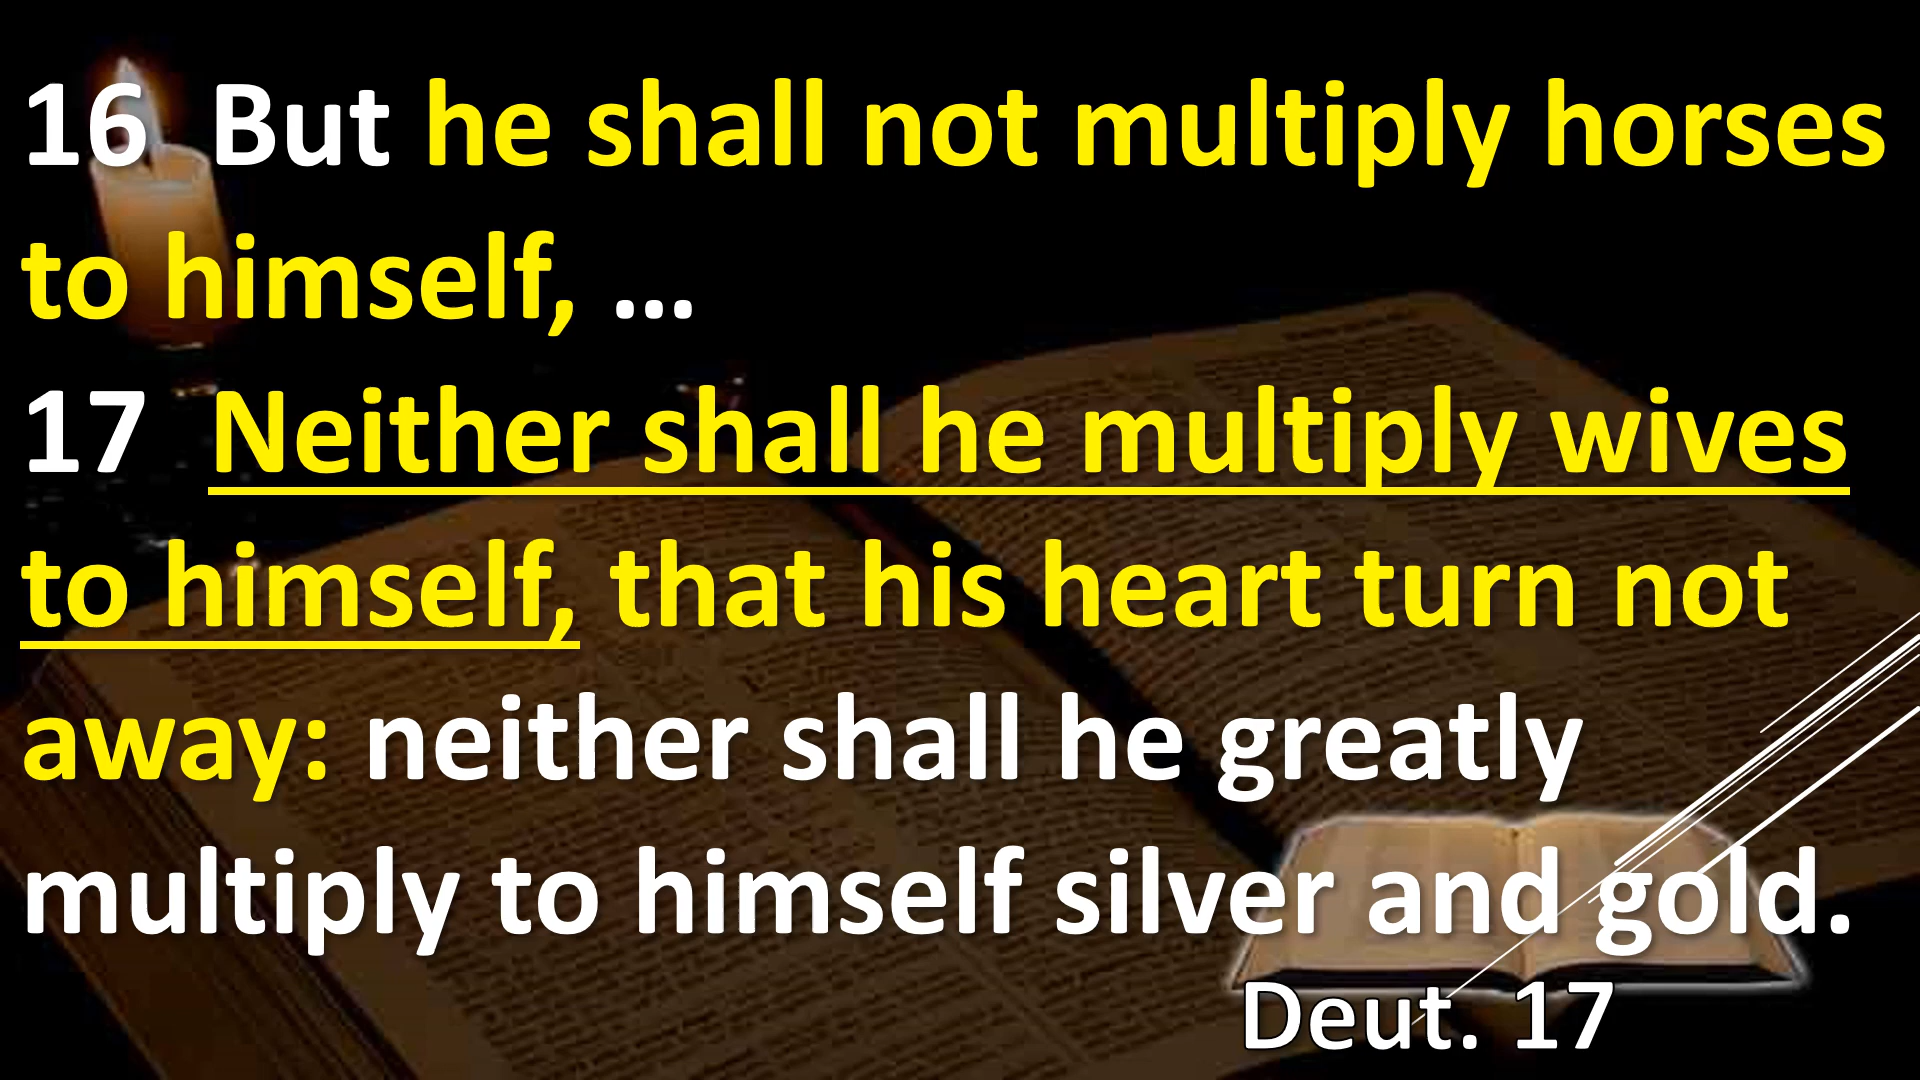 16 But he shall not multiply horses
to himself, ...
17 Neither shall he multiply wives
to himself, that his heart turn not
away: neither shall he greatly
multiply to himself silver and gold.
Deut. 17